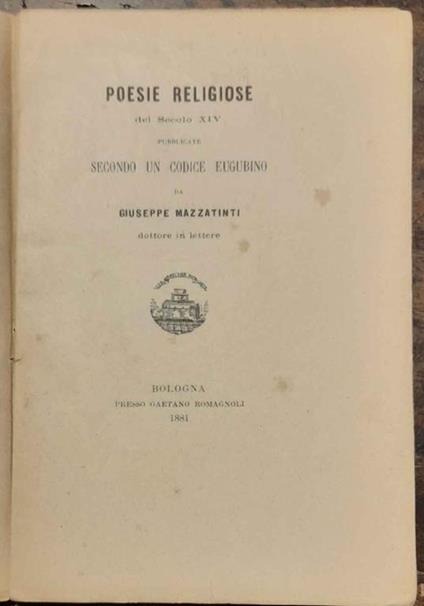 POESIE RELIGIOSE
del Secolo XIV
PUBBLICATE
SECONDO UN CODICE EUGUBINO
DA
GIUSEPPE MAZZATINTI
dottore in lettere
BOLOGNA
PRESSO GAETANO ROMAGNOLI
1881